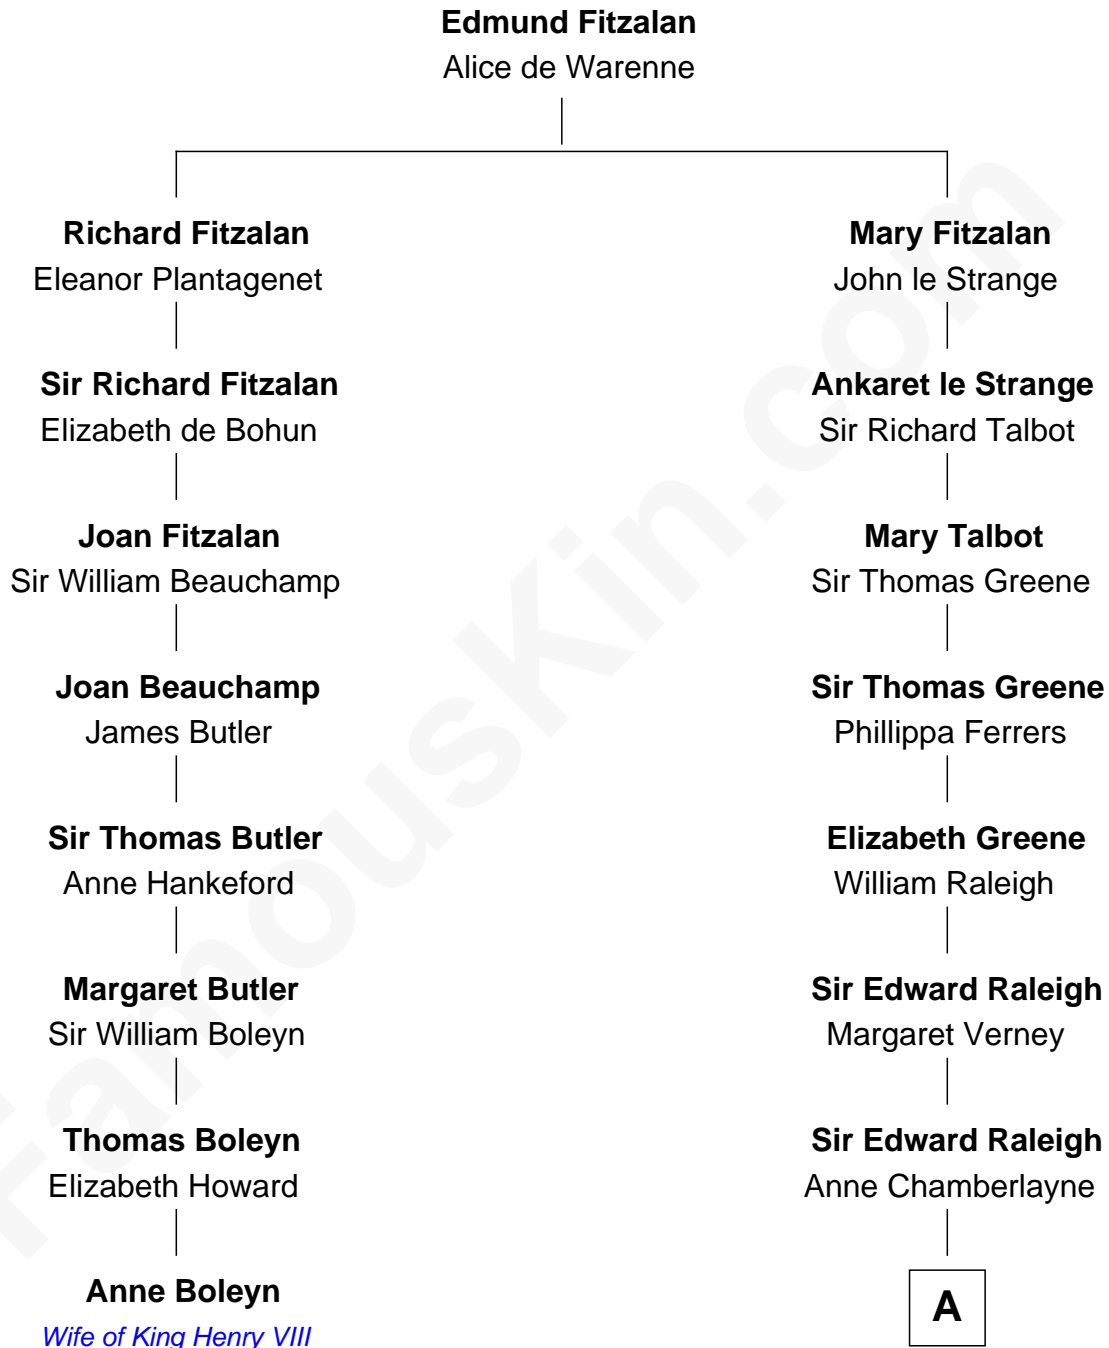 Edmund Fitzalan
Alice de Warenne
Richard Fitzalan
Eleanor Plantagenet
Mary Fitzalan
John le Strange
Sir Richard Fitzalan
Elizabeth de Bohun
Ankaret le Strange
Sir Richard Talbot
Joan Fitzalan
Sir William Beauchamp
Mary Talbot
Sir Thomas Greene
Joan Beauchamp
James Butler
Sir Thomas Greene
Phillippa Ferrers
Sir Thomas Butler
Anne Hankeford
Elizabeth Greene
William Raleigh
Margaret Butler
Sir William Boleyn
Sir Edward Raleigh
Margaret Verney
Thomas Boleyn
Elizabeth Howard
Sir Edward Raleigh
Anne Chamberlayne
Anne Boleyn
Wife of King Henry VIII
A
FamousKin.com